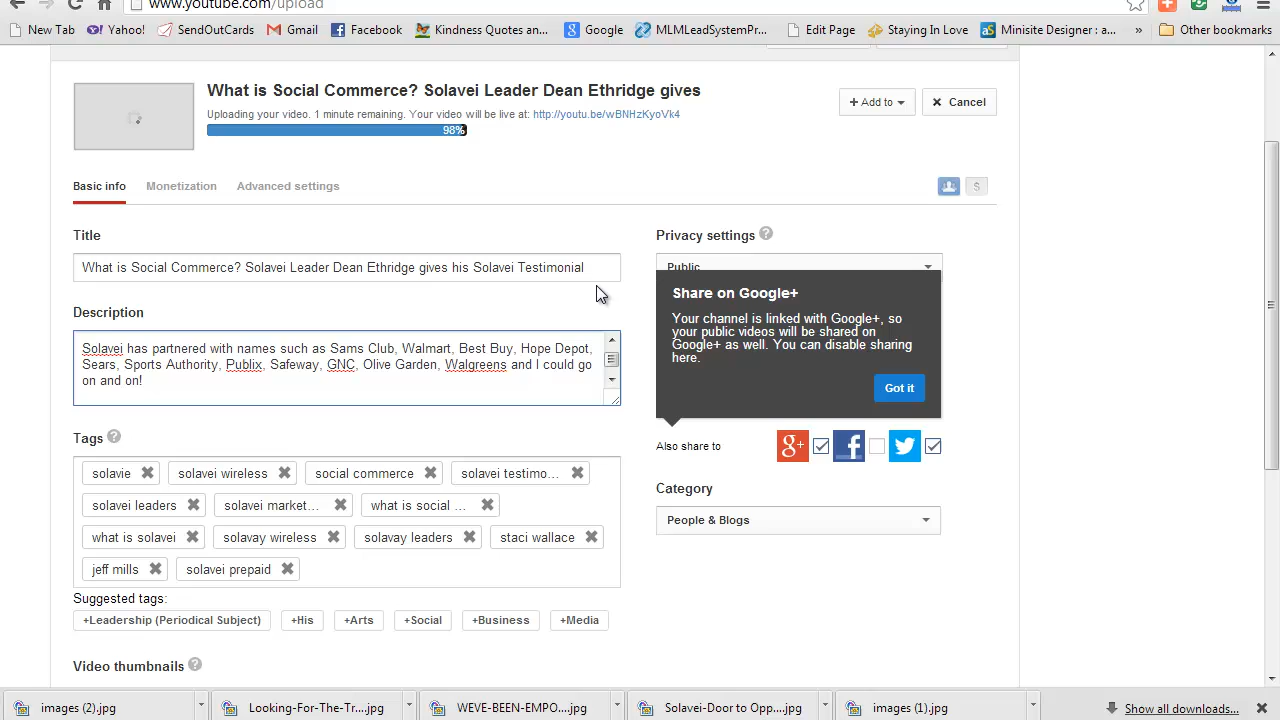 www.youtube.com/upload
New Tab Yahoo! SendOutCards Gmail Facebook Kindness Quotes an... Google MLMLeadSystemPr... Edit Page Staying In Love Minisite Designer : a... » Other bookmarks
What is Social Commerce? Solavei Leader Dean Ethridge gives
Uploading your video. 1 minute remaining. Your video will be live at: http://youtu.be/wBNHzKyoVk4
98%
+ Add to
Cancel
Basic info Monetization Advanced settings
$
Title
What is Social Commerce? Solavei Leader Dean Ethridge gives his Solavei Testimonial
Description
Solavei has partnered with names such as Sams Club, Walmart, Best Buy, Hope Depot,
Sears, Sports Authority, Publix, Safeway, GNC, Olive Garden, Walgreens and I could go
on and on!
Tags ?
solavie solavei wireless social commerce solavei testimo...
solavei leaders solavei market... what is social ...
what is solavei solavay wireless solavay leaders staci wallace
jeff mills solavei prepaid
Suggested tags:
+Leadership (Periodical Subject) +His +Arts +Social +Business +Media
Video thumbnails ?
Privacy settings ?
Public
Share on Google+
Your channel is linked with Google+, so
your public videos will be shared on
Google+ as well. You can disable sharing
here.
Got it
Also share to g+ f
Category
People & Blogs
images (2).jpg Looking-For-The-Tr....jpg WEVE-BEEN-EMPO....jpg Solavei-Door to Opp....jpg images (1).jpg Show all downloads...